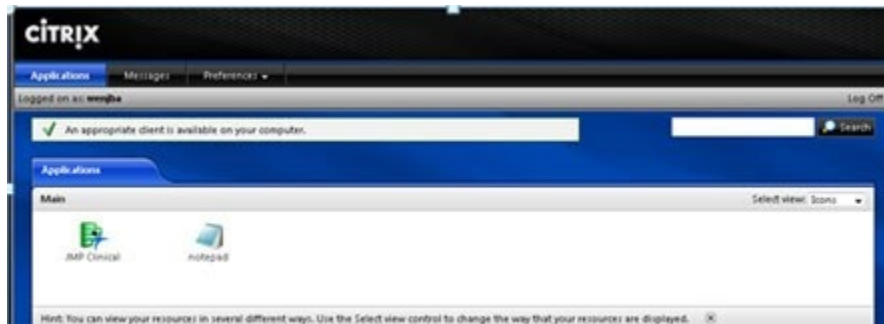 CITRIX
Applications Messages Preferences
Logged on as: wenjba Log Off
An appropriate client is available on your computer. Search
Applications
Main Select view: Icons
JMP Clinical notepad
Hint: You can view your resources in several different ways. Use the Select view control to change the way that your resources are displayed.